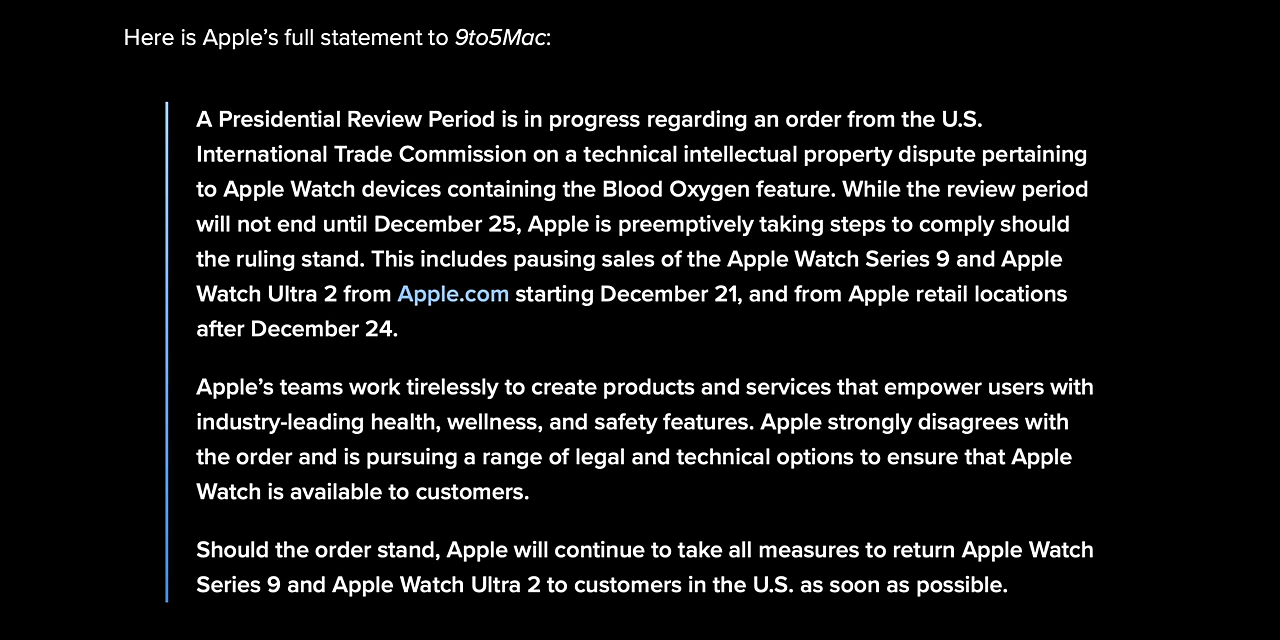 Here is Apple’s full statement to 9to5Mac:
A Presidential Review Period is in progress regarding an order from the U.S.
International Trade Commission on a technical intellectual property dispute pertaining
to Apple Watch devices containing the Blood Oxygen feature. While the review period
will not end until December 25, Apple is preemptively taking steps to comply should
the ruling stand. This includes pausing sales of the Apple Watch Series 9 and Apple
Watch Ultra 2 from Apple.com starting December 21, and from Apple retail locations
after December 24.
Apple’s teams work tirelessly to create products and services that empower users with
industry-leading health, wellness, and safety features. Apple strongly disagrees with
the order and is pursuing a range of legal and technical options to ensure that Apple
Watch is available to customers.
Should the order stand, Apple will continue to take all measures to return Apple Watch
Series 9 and Apple Watch Ultra 2 to customers in the U.S. as soon as possible.